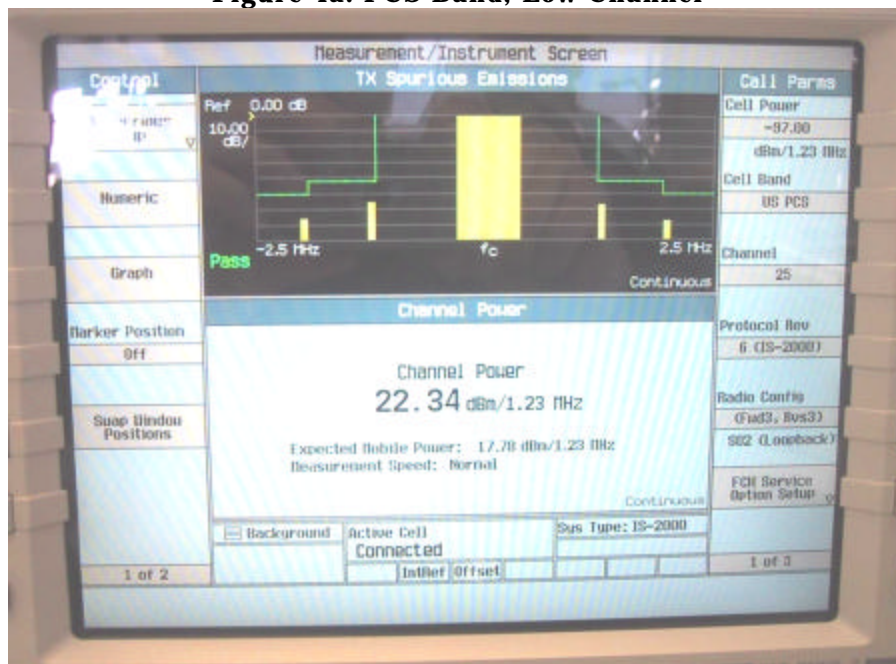 Figure 4a. PCS Band, Low Channel
Measurement/Instrument Screen
Control
Numeric
Graph
Marker Position
Off
Swap Window
Positions
1 of 2
TX Spurious Emissions
Ref 0.00 dB
10.00
dB/
Pass
-2.5 MHz
fc
2.5 MHz
Continuous
Channel Power
Channel Power
22.34 dBm/1.23 MHz
Expected Mobile Power: 17.78 dBm/1.23 MHz
Measurement Speed: Normal
Continuous
Background
Active Cell
Connected
Sys Type: IS-2000
IntRef Offset
Call Parms
Cell Power
-97.00
dBm/1.23 MHz
Cell Band
US PCS
Channel
25
Protocol Rev
6 (IS-2000)
Radio Config
(Fwd3, Rvs3)
SO2 (Loopback)
FCH Service
Option Setup
1 of 3